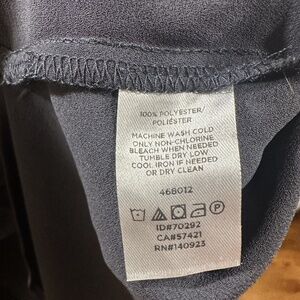 100% POLYESTER/
POLIÉSTER
MACHINE WASH COLD
ONLY NON-CHLORINE
BLEACH WHEN NEEDED
TUMBLE DRY LOW
COOL IRON IF NEEDED
OR DRY CLEAN
468012
ID#70292
CA#57421
RN#140923